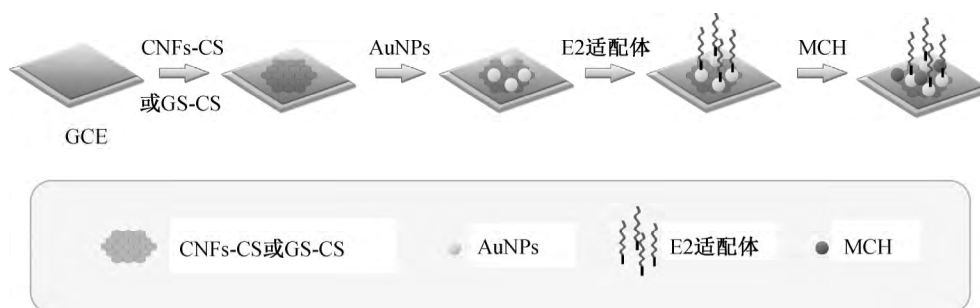 CNFs-CS
或GS-CS
GCE
AuNPs
E2适配体
MCH
CNFs-CS或GS-CS
AuNPs
E2适配体
MCH